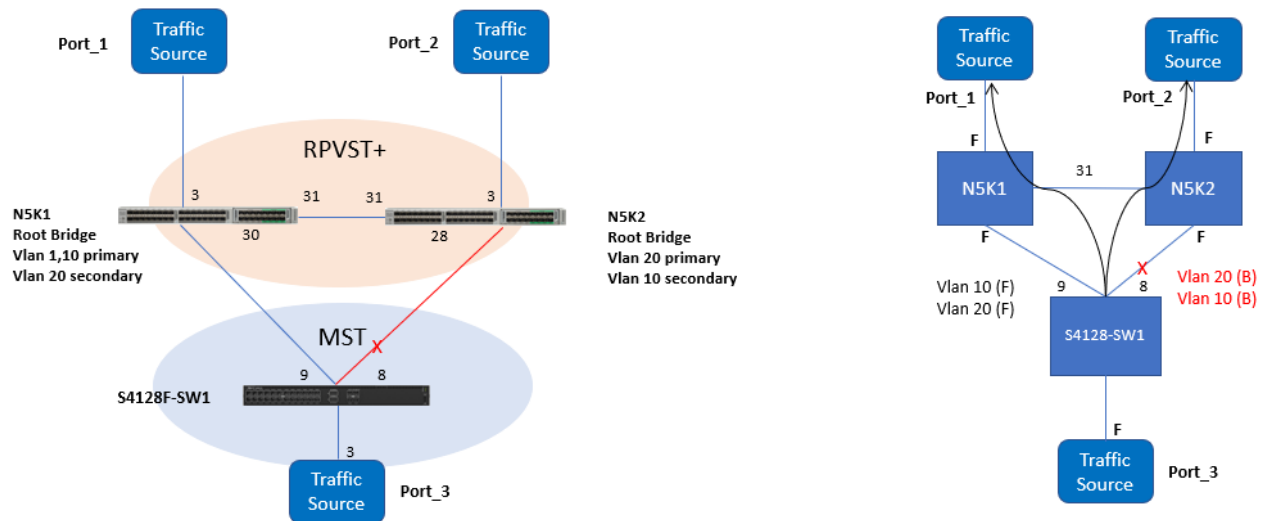 Port_1
Traffic
Source
Port_2
Traffic
Source
RPVST+
3
31
31
3
30
28
N5K1
Root Bridge
Vlan 1,10 primary
Vlan 20 secondary
N5K2
Root Bridge
Vlan 20 primary
Vlan 10 secondary
MST
X
9
8
S4128F-SW1
3
Traffic
Source
Port_3
Traffic
Source
Traffic
Source
Port_1
Port_2
F
F
N5K1
31
N5K2
F
F
X
Vlan 10 (F)
Vlan 20 (F)
9
8
Vlan 20 (B)
Vlan 10 (B)
S4128-SW1
F
Traffic
Source
Port_3